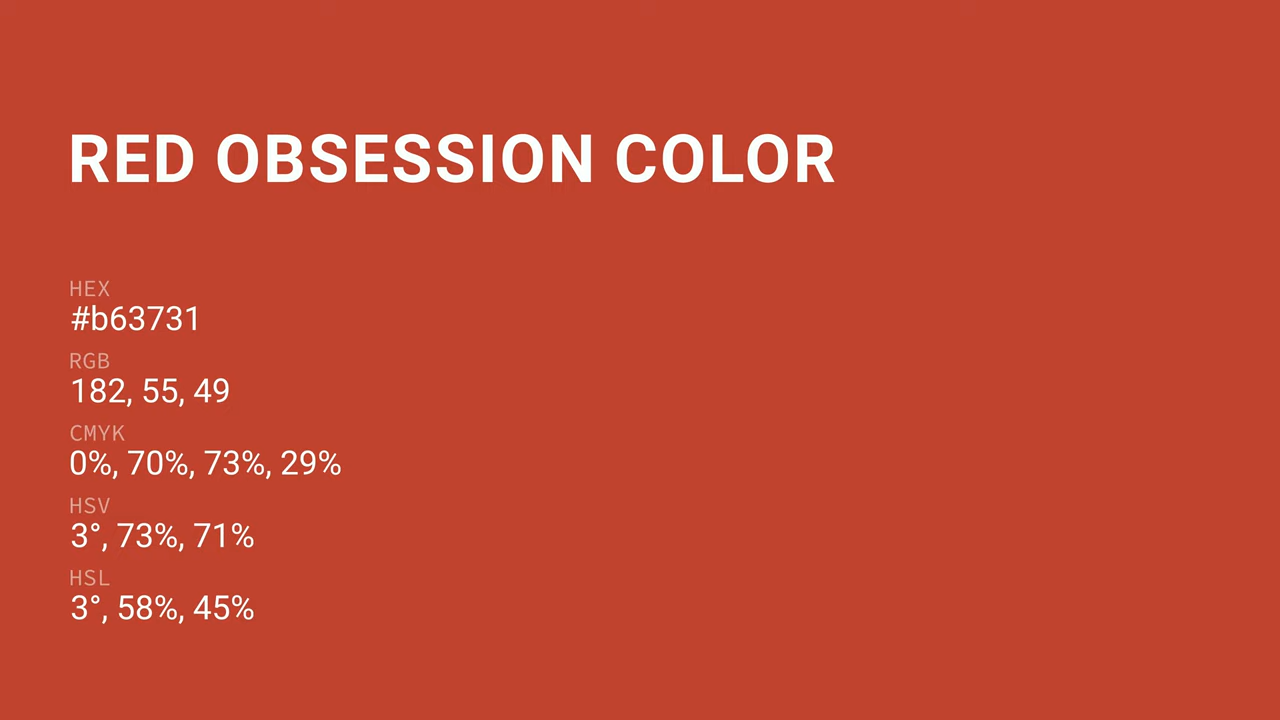 RED OBSESSION COLOR
HEX
#b63731
RGB
182, 55, 49
CMYK
0%, 70%, 73%, 29%
HSV
3°, 73%, 71%
HSL
3°, 58%, 45%